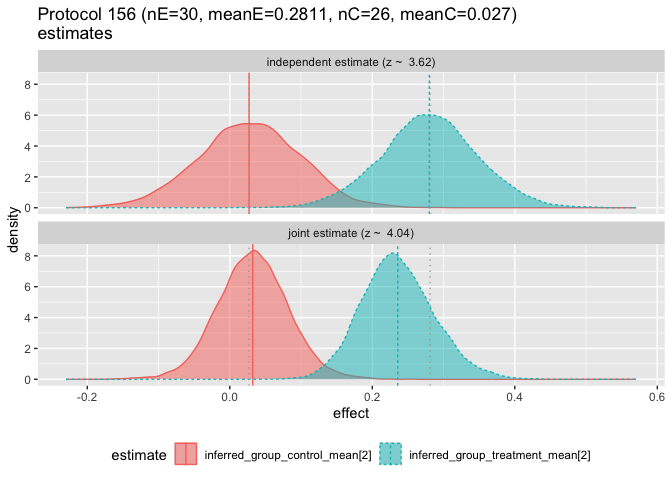 Protocol 156 (nE=30, meanE=0.2811, nC=26, meanC=0.027)
estimates
independent estimate (z ~  3.62)
8
6
4
2
0
joint estimate (z ~  4.04)
8
6
4
2
0
density
-0.2
0.0
0.2
0.4
0.6
effect
estimate
inferred_group_control_mean[2]
inferred_group_treatment_mean[2]